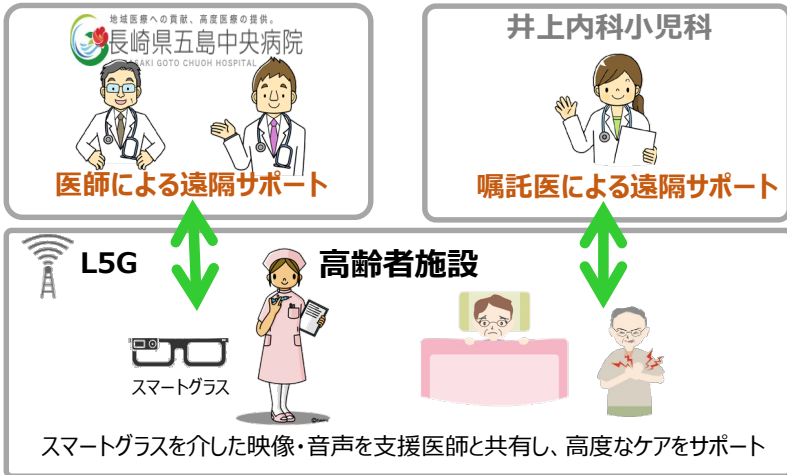 地域医療への貢献、高度医療の提供。
長崎県五島中央病院
SAKI GOTO CHUOH HOSPITAL
医師による遠隔サポート
井上内科小児科
嘱託医による遠隔サポート
L5G
高齢者施設
スマートグラス
スマートグラスを介した映像・音声を支援医師と共有し、高度なケアをサポート